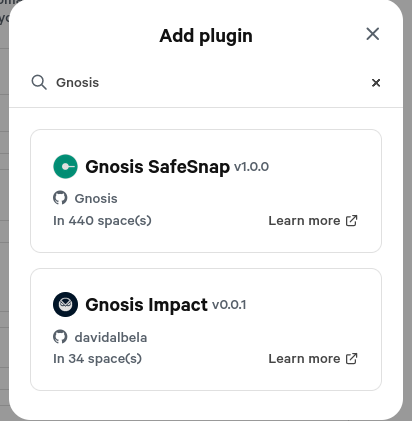 Add plugin
Gnosis
Gnosis SafeSnap v1.0.0
Gnosis
In 440 space(s) Learn more
Gnosis Impact v0.0.1
davidalbela
In 34 space(s) Learn more